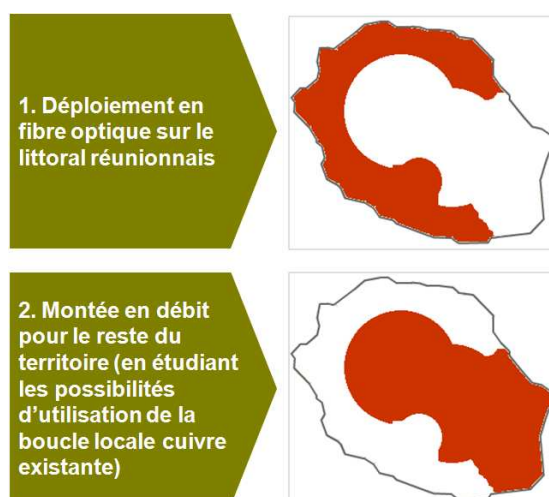 1. Déploiement en
fibre optique sur le
littoral réunionnais
2. Montée en débit
pour le reste du
territoire (en étudiant
les possibilités
d’utilisation de la
boucle locale cuivre
existante)